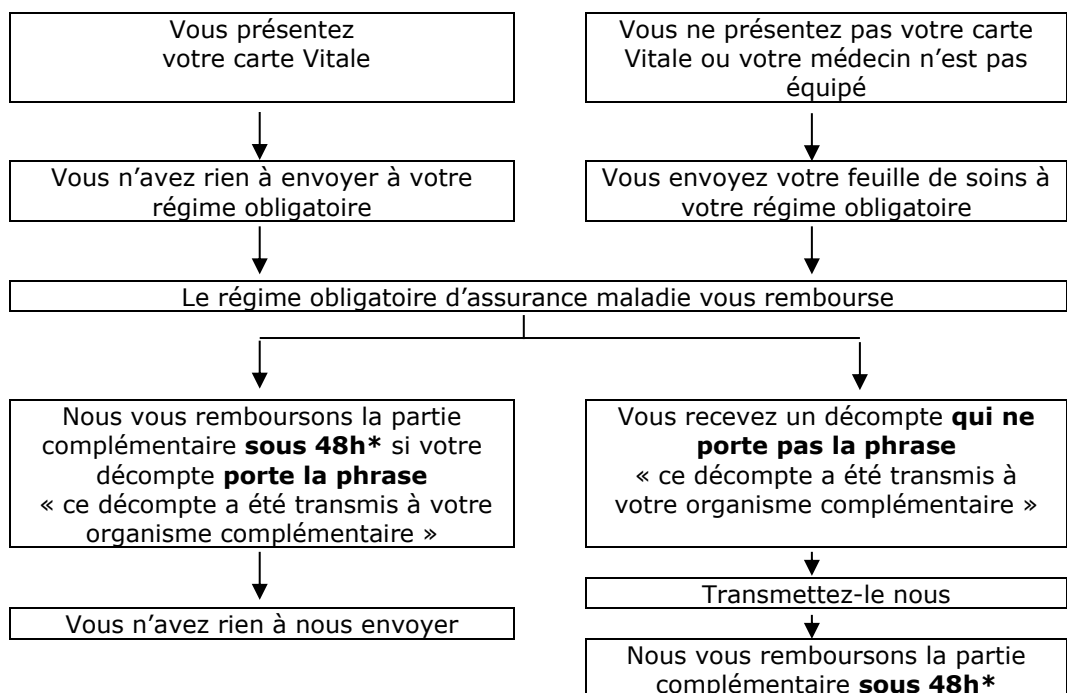 Vous présentez
votre carte Vitale
Vous ne présentez pas votre carte
Vitale ou votre médecin n’est pas
équipé
Vous n’avez rien à envoyer à votre
régime obligatoire
Vous envoyez votre feuille de soins à
votre régime obligatoire
Le régime obligatoire d’assurance maladie vous rembourse
Nous vous remboursons la partie
complémentaire sous 48h* si votre
décompte porte la phrase
« ce décompte a été transmis à votre
organisme complémentaire »
Vous recevez un décompte qui ne
porte pas la phrase
« ce décompte a été transmis à
votre organisme complémentaire »
Vous n’avez rien à nous envoyer
Transmettez-le nous
Nous vous remboursons la partie
complémentaire sous 48h*